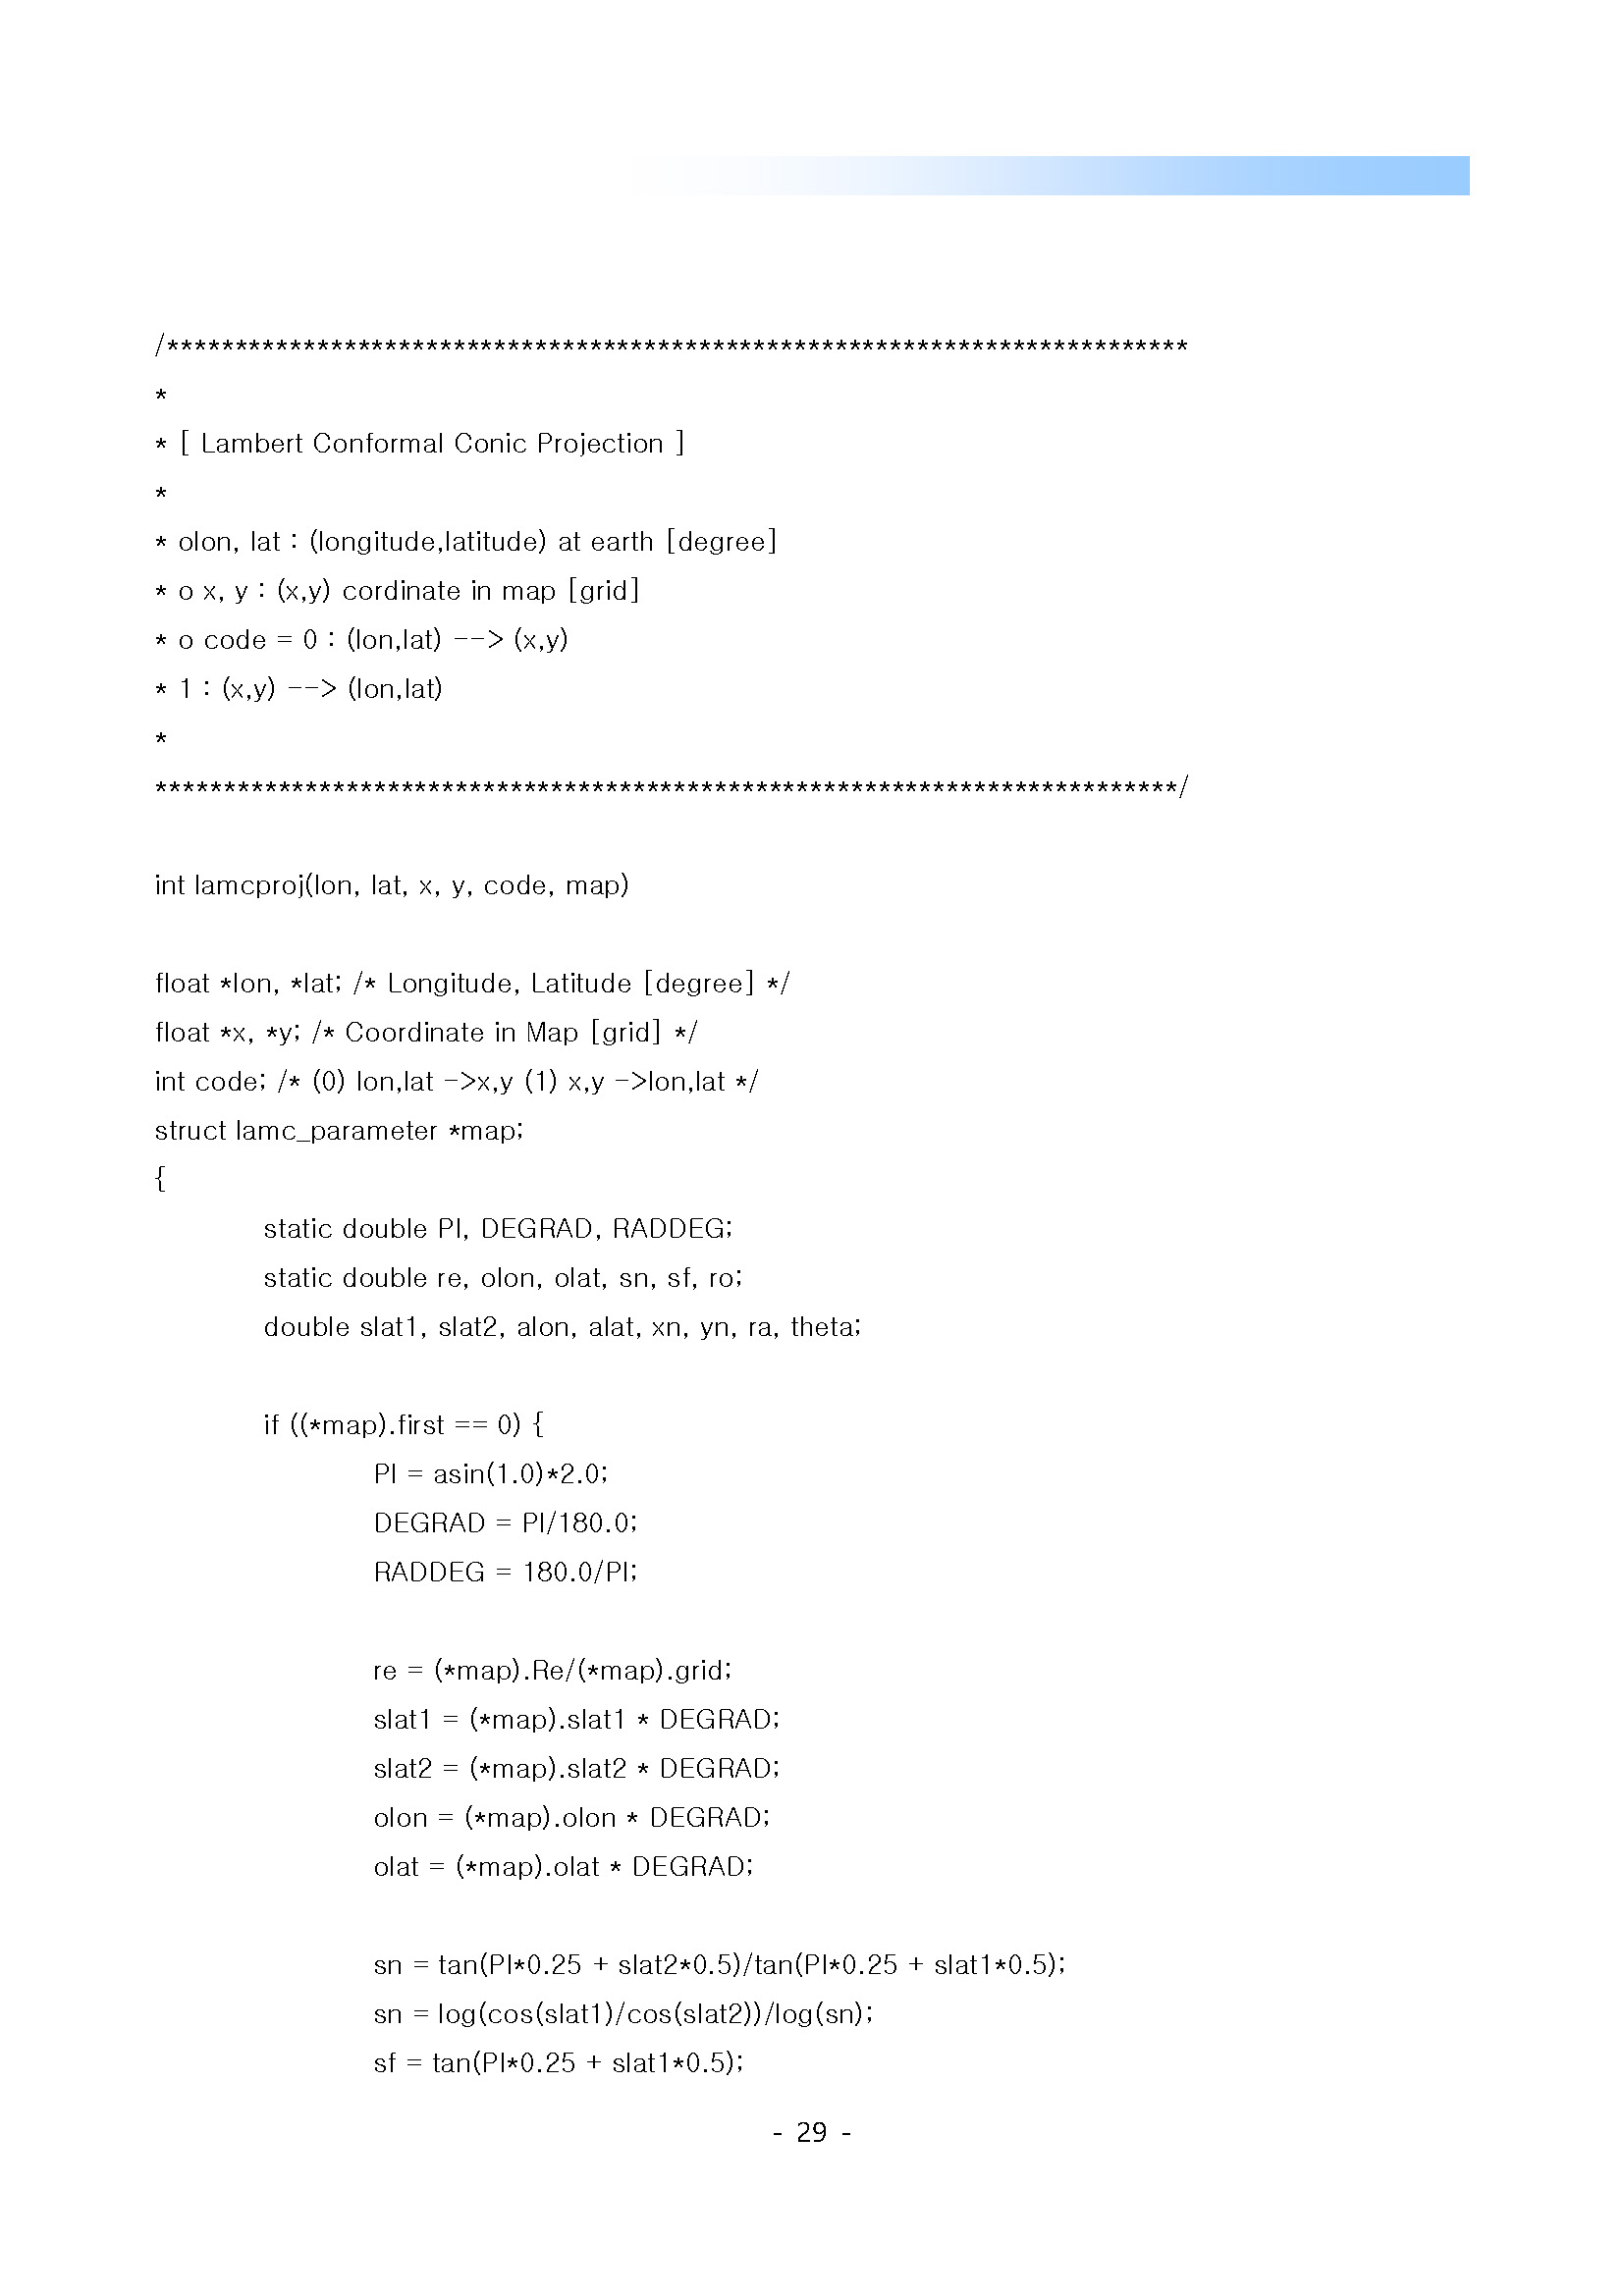 /***************************************************************************
*
* [ Lambert Conformal Conic Projection ]
*
* olon, lat : (longitude,latitude) at earth [degree]
* o x, y : (x,y) cordinate in map [grid]
* o code = 0 : (lon,lat) --> (x,y)
* 1 : (x,y) --> (lon,lat)
*
***************************************************************************/
int lamcproj(lon, lat, x, y, code, map)
float *lon, *lat; /* Longitude, Latitude [degree] */
float *x, *y; /* Coordinate in Map [grid] */
int code; /* (0) lon,lat ->x,y (1) x,y ->lon,lat */
struct lamc_parameter *map;
{
static double PI, DEGRAD, RADDEG;
static double re, olon, olat, sn, sf, ro;
double slat1, slat2, alon, alat, xn, yn, ra, theta;
if ((*map).first == 0) {
PI = asin(1.0)*2.0;
DEGRAD = PI/180.0;
RADDEG = 180.0/PI;
re = (*map).Re/(*map).grid;
slat1 = (*map).slat1 * DEGRAD;
slat2 = (*map).slat2 * DEGRAD;
olon = (*map).olon * DEGRAD;
olat = (*map).olat * DEGRAD;
sn = tan(PI*0.25 + slat2*0.5)/tan(PI*0.25 + slat1*0.5);
sn = log(cos(slat1)/cos(slat2))/log(sn);
sf = tan(PI*0.25 + slat1*0.5);
- 29 -